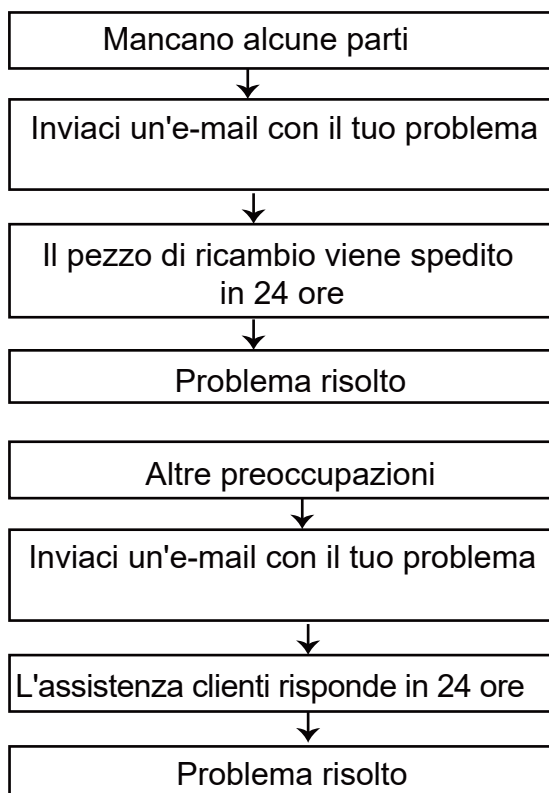 Mancano alcune parti
Inviaci un'e-mail con il tuo problema
Il pezzo di ricambio viene spedito
in 24 ore
Problema risolto
Altre preoccupazioni
Inviaci un'e-mail con il tuo problema
L'assistenza clienti risponde in 24 ore
Problema risolto